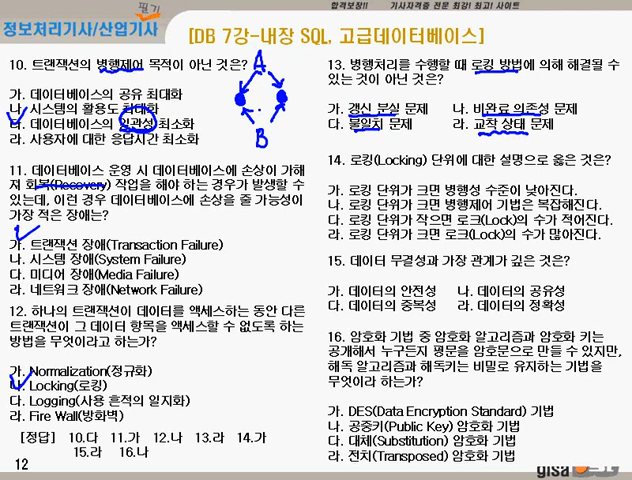 합격보장!! 기사자격증 전문 최강! 최고! 사이트
필기
정보처리기사/산업기사
[DB 7강-내장 SQL, 고급데이터베이스]
10. 트랜잭션의 병행제어 목적이 아닌 것은?
가. 데이터베이스의 공유 최대화
나. 시스템의 활용도 최대화
다. 데이터베이스의 일관성 최소화
라. 사용자에 대한 응답시간 최소화
A
B
11. 데이터베이스 운영 시 데이터베이스에 손상이 가해
져 회복(Recovery) 작업을 해야 하는 경우가 발생할 수
있는데, 이런 경우 데이터베이스에 손상을 줄 가능성이
가장 적은 장애는?
가. 트랜잭션 장애(Transaction Failure)
나. 시스템 장애(System Failure)
다. 미디어 장애(Media Failure)
라. 네트워크 장애(Network Failure)
12. 하나의 트랜잭션이 데이터를 액세스하는 동안 다른
트랜잭션이 그 데이터 항목을 액세스할 수 없도록 하는
방법을 무엇이라고 하는가?
가. Normalization(정규화)
나. Locking(로킹)
다. Logging(사용 흔적의 일지화)
라. Fire Wall(방화벽)
[정답] 10.다 11.가 12.나 13.라 14.가
15.라 16.나
12
13. 병행처리를 수행할 때 로킹 방법에 의해 해결될 수
있는 것이 아닌 것은?
가. 갱신 분실 문제 나. 비완료 의존성 문제
다. 불일치 문제 라. 교착 상태 문제
14. 로킹(Locking) 단위에 대한 설명으로 옳은 것은?
가. 로킹 단위가 크면 병행성 수준이 낮아진다.
나. 로킹 단위가 크면 병행제어 기법은 복잡해진다.
다. 로킹 단위가 작으면 로크(Lock)의 수가 적어진다.
라. 로킹 단위가 크면 로크(Lock)의 수가 많아진다.
15. 데이터 무결성과 가장 관계가 깊은 것은?
가. 데이터의 안전성 나. 데이터의 공유성
다. 데이터의 중복성 라. 데이터의 정확성
16. 암호화 기법 중 암호화 알고리즘과 암호화 키는
공개해서 누구든지 평문을 암호문으로 만들 수 있지만,
해독 알고리즘과 해독키는 비밀로 유지하는 기법을
무엇이라 하는가?
가. DES(Data Encryption Standard) 기법
나. 공중키(Public Key) 암호화 기법
다. 대체(Substitution) 암호화 기법
라. 전치(Transposed) 암호화 기법